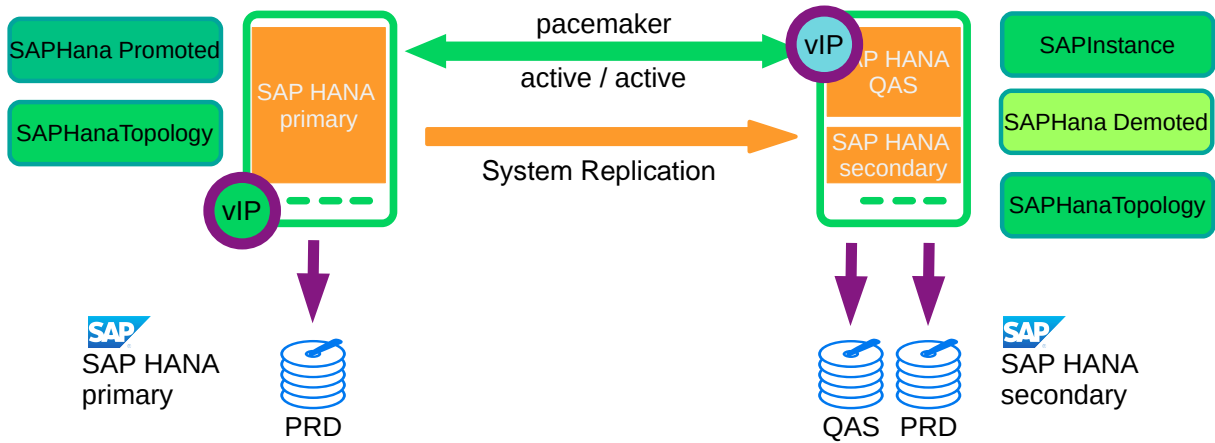 SAPHana Promoted
SAPHanaTopology
SAP HANA
primary
vIP
pacemaker
active / active
System Replication
vIP
AP HANA
QAS
SAP HANA
secondary
SAPInstance
SAPHana Demoted
SAPHanaTopology
SAP
SAP HANA
primary
PRD
QAS
PRD
SAP
SAP HANA
secondary